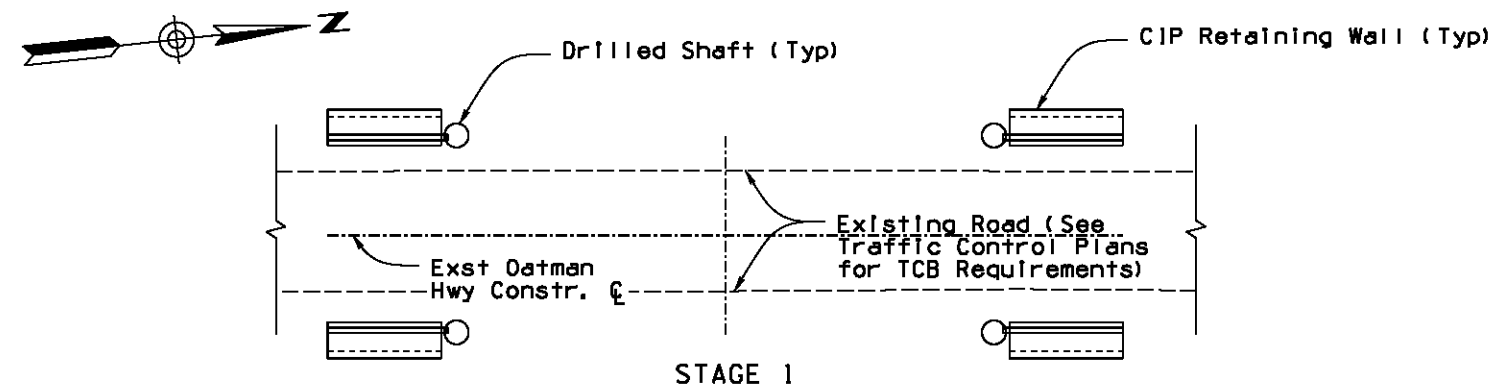 N
Drilled Shaft (Typ)
CIP Retaining Wall (Typ)
Existing Road (See
Traffic Control Plans
for TCB Requirements)
Exst Oatman
Hwy Constr. ℄
STAGE 1